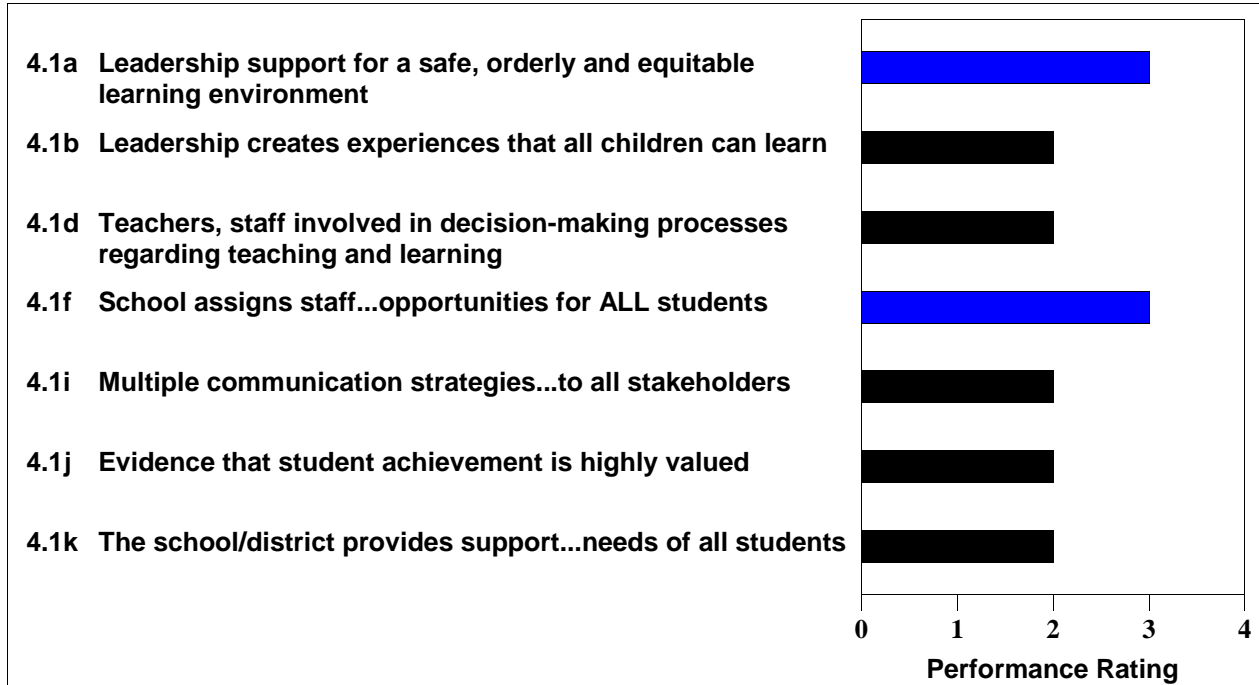 4.1a Leadership support for a safe, orderly and equitable
learning environment
4.1b Leadership creates experiences that all children can learn
4.1d Teachers, staff involved in decision-making processes
regarding teaching and learning
4.1f School assigns staff...opportunities for ALL students
4.1i Multiple communication strategies...to all stakeholders
4.1j Evidence that student achievement is highly valued
4.1k The school/district provides support...needs of all students
0 1 2 3 4
Performance Rating